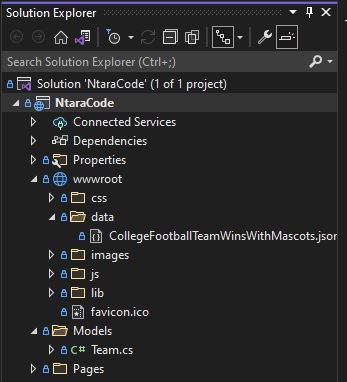 Solution Explorer
Search Solution Explorer (Ctrl+;)
Solution 'NtaraCode' (1 of 1 project)
NtaraCode
Connected Services
Dependencies
Properties
wwwroot
css
data
CollegeFootballTeamWinsWithMascots.json
images
js
lib
favicon.ico
Models
C# Team.cs
Pages